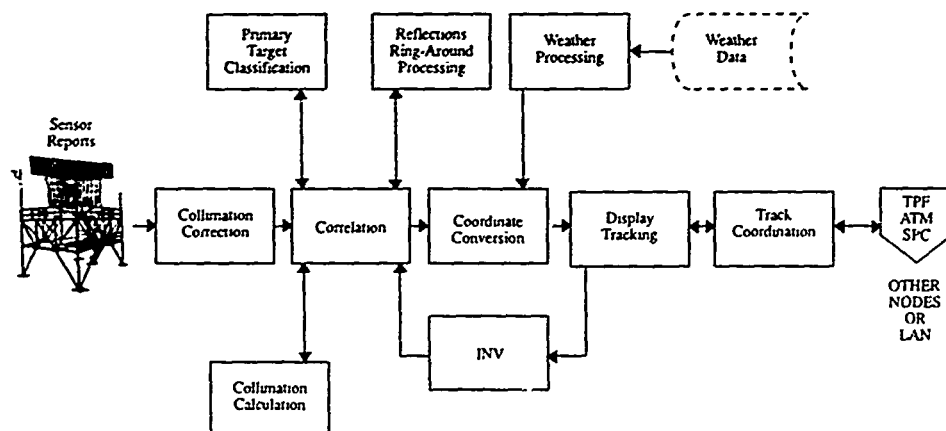 Primary
Target
Classification
Reflections
Ring-Around
Processing
Weather
Processing
Weather
Data
Sensor
Reports
Collimation
Correction
Correlation
Coordinate
Conversion
Display
Tracking
Track
Coordination
TPF
ATM
SPC
OTHER
NODES
OR
LAN
INV
Collimation
Calculation